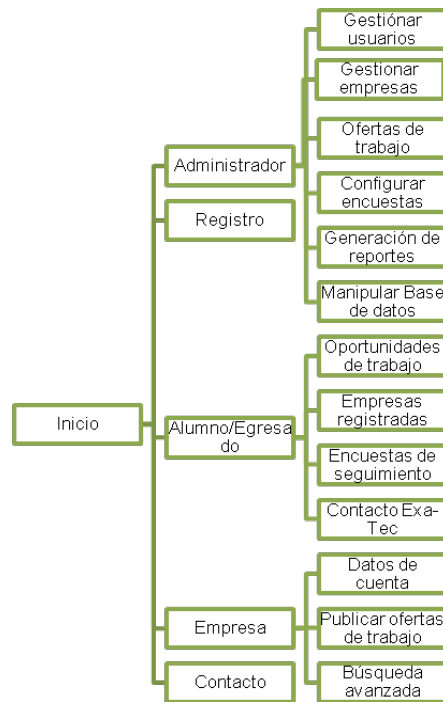 Gestiónar
usuarios
Gestionar
empresas
Ofertas de
trabajo
Administrador
Configurar
encuestas
Registro
Generación de
reportes
Manipular Base
de datos
Oportunidades
de trabajo
Empresas
registradas
Inicio
Alumno/Egresa
do
Encuestas de
seguimiento
Contacto Exa-
Tec
Datos de
cuenta
Empresa
Publicar ofertas
de trabajo
Contacto
Búsqueda
avanzada